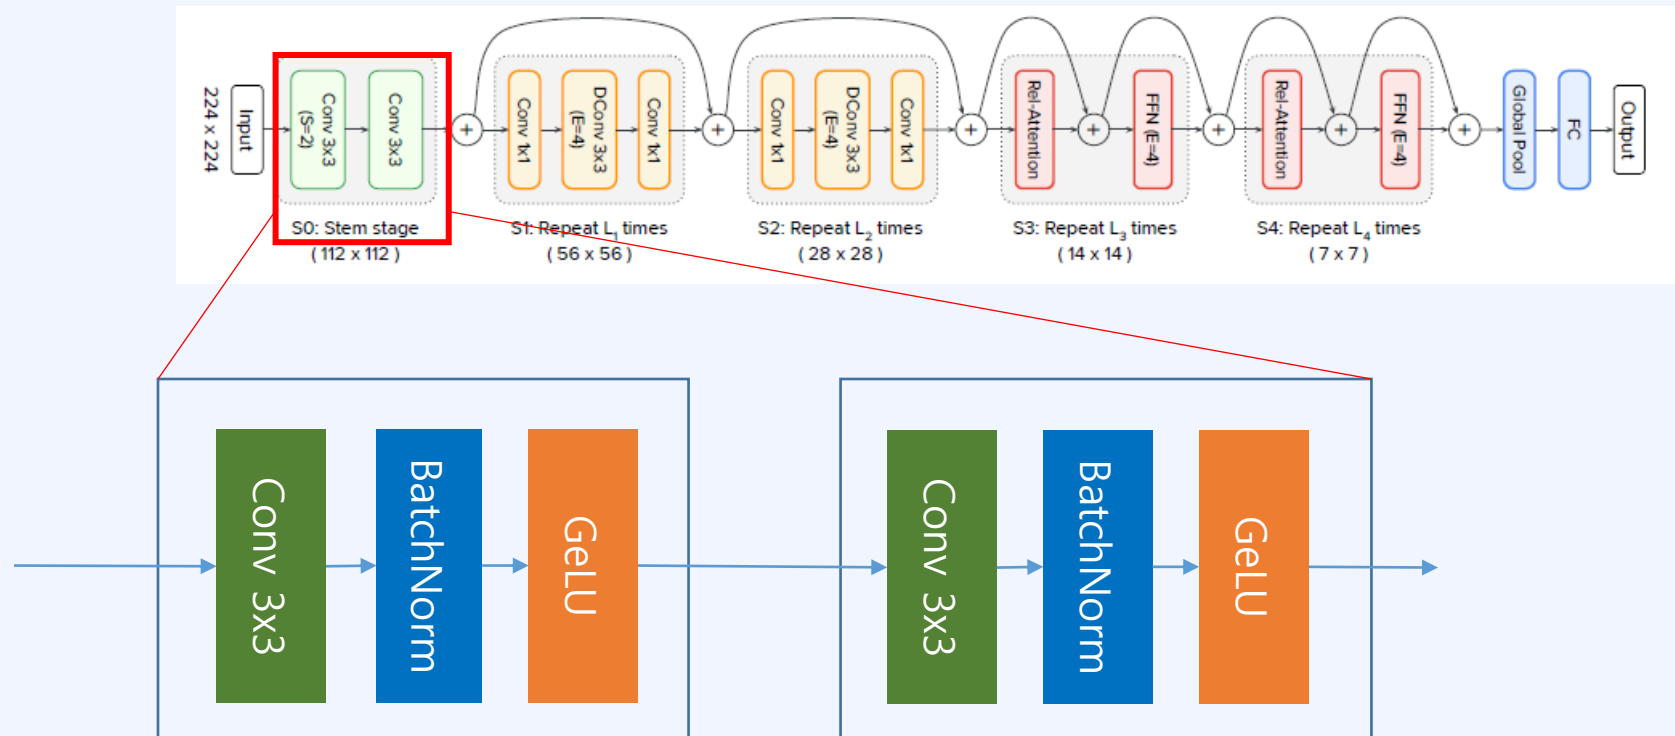 224 x 224
Input
Conv 3x3
(S=2)
Conv 3x3
+
Conv 1x1
DConv 3x3
(E=4)
Conv 1x1
+
Conv 1x1
DConv 3x3
(E=4)
Conv 1x1
+
Rel-Attention
+
FFN (E=4)
+
Rel-Attention
+
FFN (E=4)
+
Global Pool
FC
Output
S0: Stem stage
( 112 x 112 )
S1: Repeat L1 times
( 56 x 56 )
S2: Repeat L2 times
( 28 x 28 )
S3: Repeat L3 times
( 14 x 14 )
S4: Repeat L4 times
( 7 x 7 )
Conv 3x3
BatchNorm
GeLU
Conv 3x3
BatchNorm
GeLU